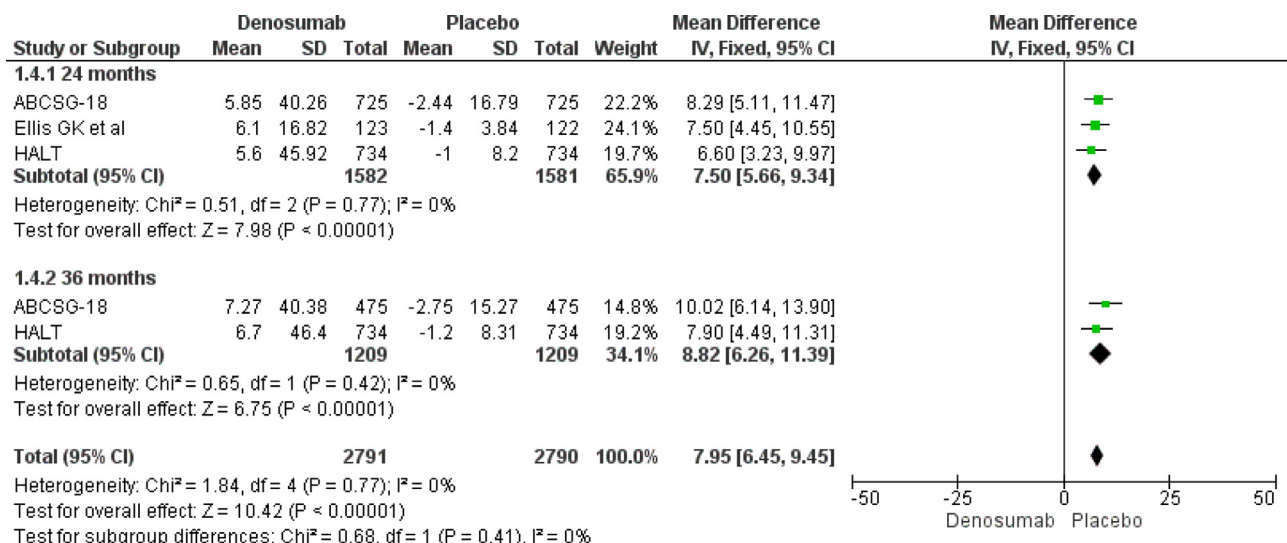 Denosumab Placebo Mean Difference Mean Difference
Study or Subgroup Mean SD Total Mean SD Total Weight IV, Fixed, 95% CI IV, Fixed, 95% CI
1.4.1 24 months
ABCSG-18 5.85 40.26 725 -2.44 16.79 725 22.2% 8.29 [5.11, 11.47]
Ellis GK et al 6.1 16.82 123 -1.4 3.84 122 24.1% 7.50 [4.45, 10.55]
HALT 5.6 45.92 734 -1 8.2 734 19.7% 6.60 [3.23, 9.97]
Subtotal (95% CI) 1582 1581 65.9% 7.50 [5.66, 9.34]
Heterogeneity: Chi² = 0.51, df = 2 (P = 0.77); I² = 0%
Test for overall effect: Z = 7.98 (P < 0.00001)
1.4.2 36 months
ABCSG-18 7.27 40.38 475 -2.75 15.27 475 14.8% 10.02 [6.14, 13.90]
HALT 6.7 46.4 734 -1.2 8.31 734 19.2% 7.90 [4.49, 11.31]
Subtotal (95% CI) 1209 1209 34.1% 8.82 [6.26, 11.39]
Heterogeneity: Chi² = 0.65, df = 1 (P = 0.42); I² = 0%
Test for overall effect: Z = 6.75 (P < 0.00001)
Total (95% CI) 2791 2790 100.0% 7.95 [6.45, 9.45]
Heterogeneity: Chi² = 1.84, df = 4 (P = 0.77); I² = 0%
Test for overall effect: Z = 10.42 (P < 0.00001)
Test for subgroup differences: Chi² = 0.68, df = 1 (P = 0.41), I² = 0%
-50 -25 0 25 50
Denosumab Placebo